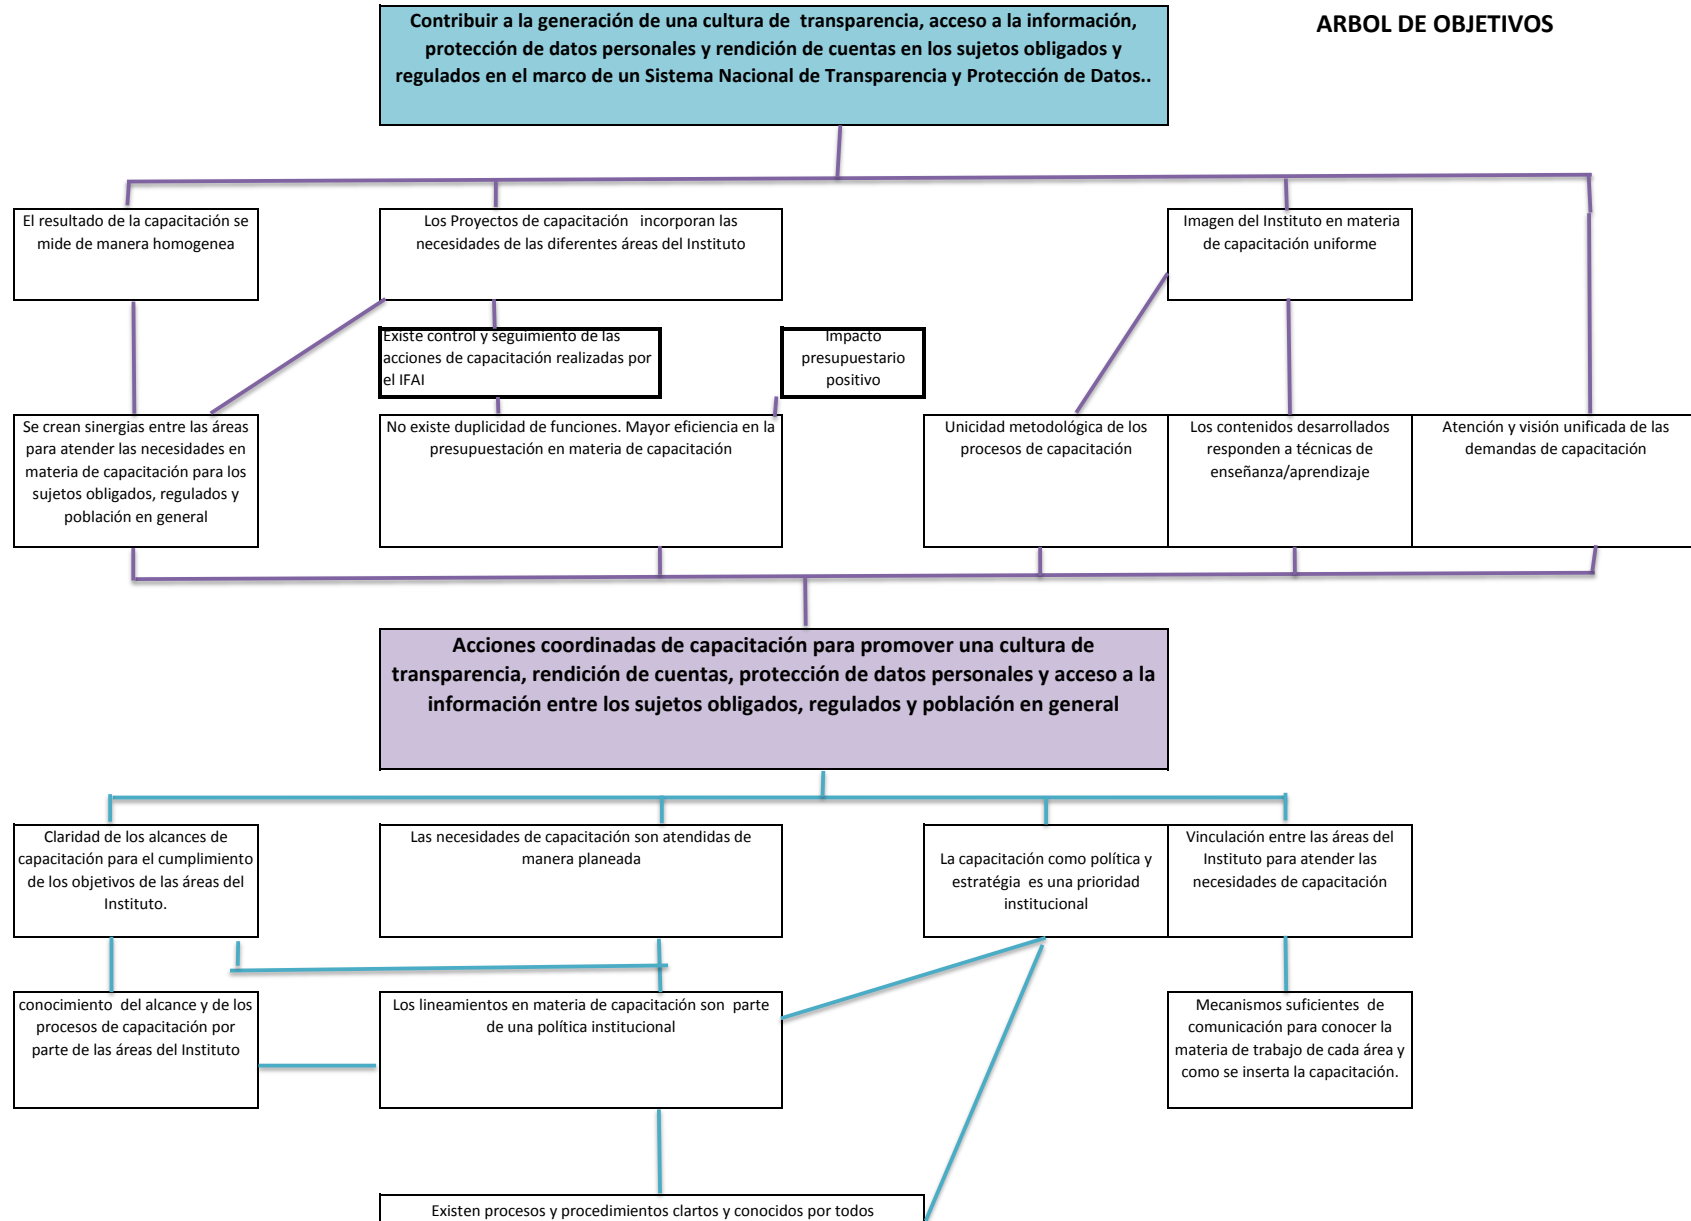 Contribuir a la generación de una cultura de  transparencia, acceso a la información,
protección de datos personales y rendición de cuentas en los sujetos obligados y
regulados en el marco de un Sistema Nacional de Transparencia y Protección de Datos..
ARBOL DE OBJETIVOS
El resultado de la capacitación se
mide de manera homogenea
Los Proyectos de capacitación   incorporan las
necesidades de las diferentes áreas del Instituto
Imagen del Instituto en materia
de capacitación uniforme
Existe control y seguimiento de las
acciones de capacitación realizadas por
el IFAI
Impacto
presupuestario
positivo
Se crean sinergias entre las áreas
para atender las necesidades en
materia de capacitación para los
sujetos obligados, regulados y
población en general
No existe duplicidad de funciones. Mayor eficiencia en la
presupuestación en materia de capacitación
Unicidad metodológica de los
procesos de capacitación
Los contenidos desarrollados
responden a técnicas de
enseñanza/aprendizaje
Atención y visión unificada de las
demandas de capacitación
Acciones coordinadas de capacitación para promover una cultura de
transparencia, rendición de cuentas, protección de datos personales y acceso a la
información entre los sujetos obligados, regulados y población en general
Claridad de los alcances de
capacitación para el cumplimiento
de los objetivos de las áreas del
Instituto.
Las necesidades de capacitación son atendidas de
manera planeada
La capacitación como política y
estratégia  es una prioridad
institucional
Vinculación entre las áreas del
Instituto para atender las
necesidades de capacitación
conocimiento  del alcance y de los
procesos de capacitación por
parte de las áreas del Instituto
Los lineamientos en materia de capacitación son  parte
de una política institucional
Mecanismos suficientes  de
comunicación para conocer la
materia de trabajo de cada área y
como se inserta la capacitación.
Existen procesos y procedimientos clartos y conocidos por todos